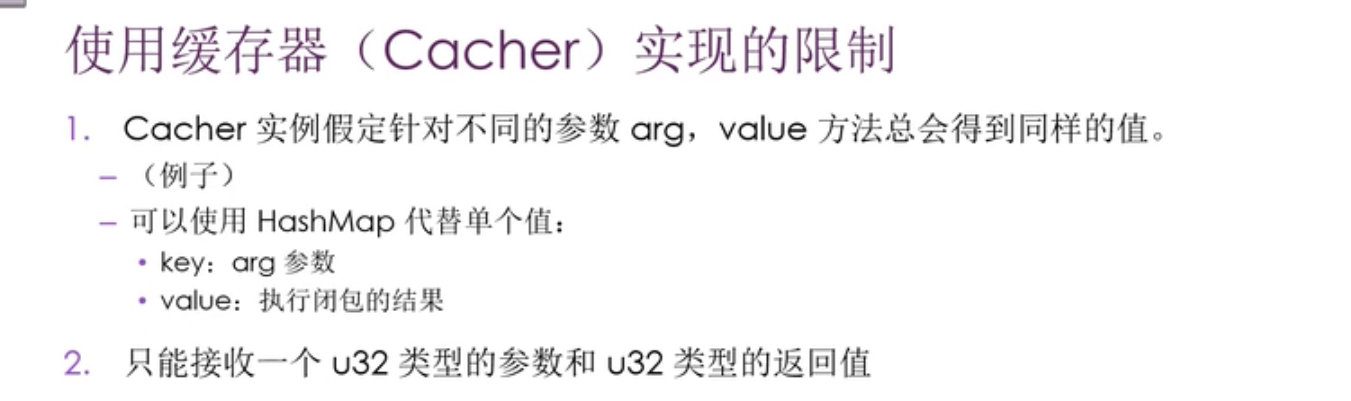 使用缓存器（Cacher）实现的限制
1. Cacher 实例假定针对不同的参数 arg，value 方法总会得到同样的值。
– （例子）
– 可以使用 HashMap 代替单个值：
• key：arg 参数
• value：执行闭包的结果
2. 只能接收一个 u32 类型的参数和 u32 类型的返回值